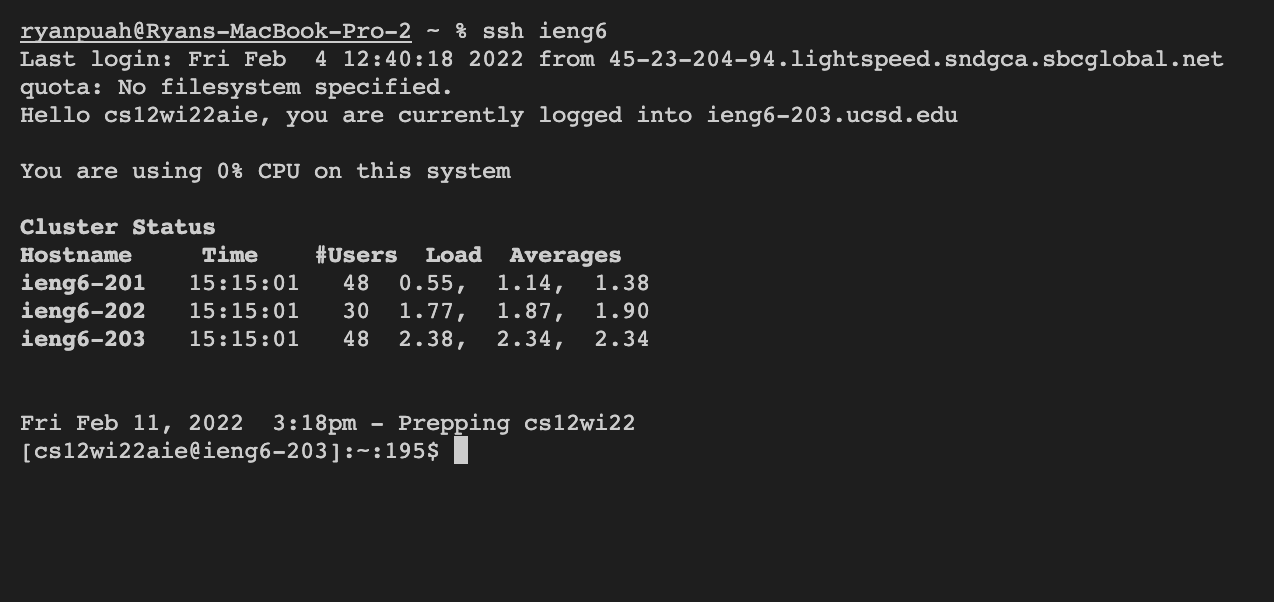 ryanpuah@Ryans-MacBook-Pro-2 ~ % ssh ieng6
Last login: Fri Feb  4 12:40:18 2022 from 45-23-204-94.lightspeed.sndgca.sbcglobal.net
quota: No filesystem specified.
Hello cs12wi22aie, you are currently logged into ieng6-203.ucsd.edu
You are using 0% CPU on this system
Cluster Status
Hostname     Time    #Users  Load  Averages
ieng6-201   15:15:01   48  0.55,  1.14,  1.38
ieng6-202   15:15:01   30  1.77,  1.87,  1.90
ieng6-203   15:15:01   48  2.38,  2.34,  2.34
Fri Feb 11, 2022  3:18pm - Prepping cs12wi22
[cs12wi22aie@ieng6-203]:~:195$